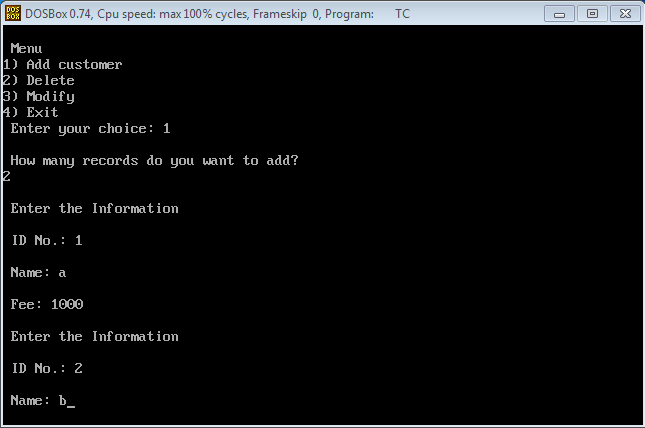 DOS BOX DOSBox 0.74, Cpu speed: max 100% cycles, Frameskip 0, Program: TC
Menu
1) Add customer
2) Delete
3) Modify
4) Exit
Enter your choice: 1
How many records do you want to add?
2
Enter the Information
ID No.: 1
Name: a
Fee: 1000
Enter the Information
ID No.: 2
Name: b_